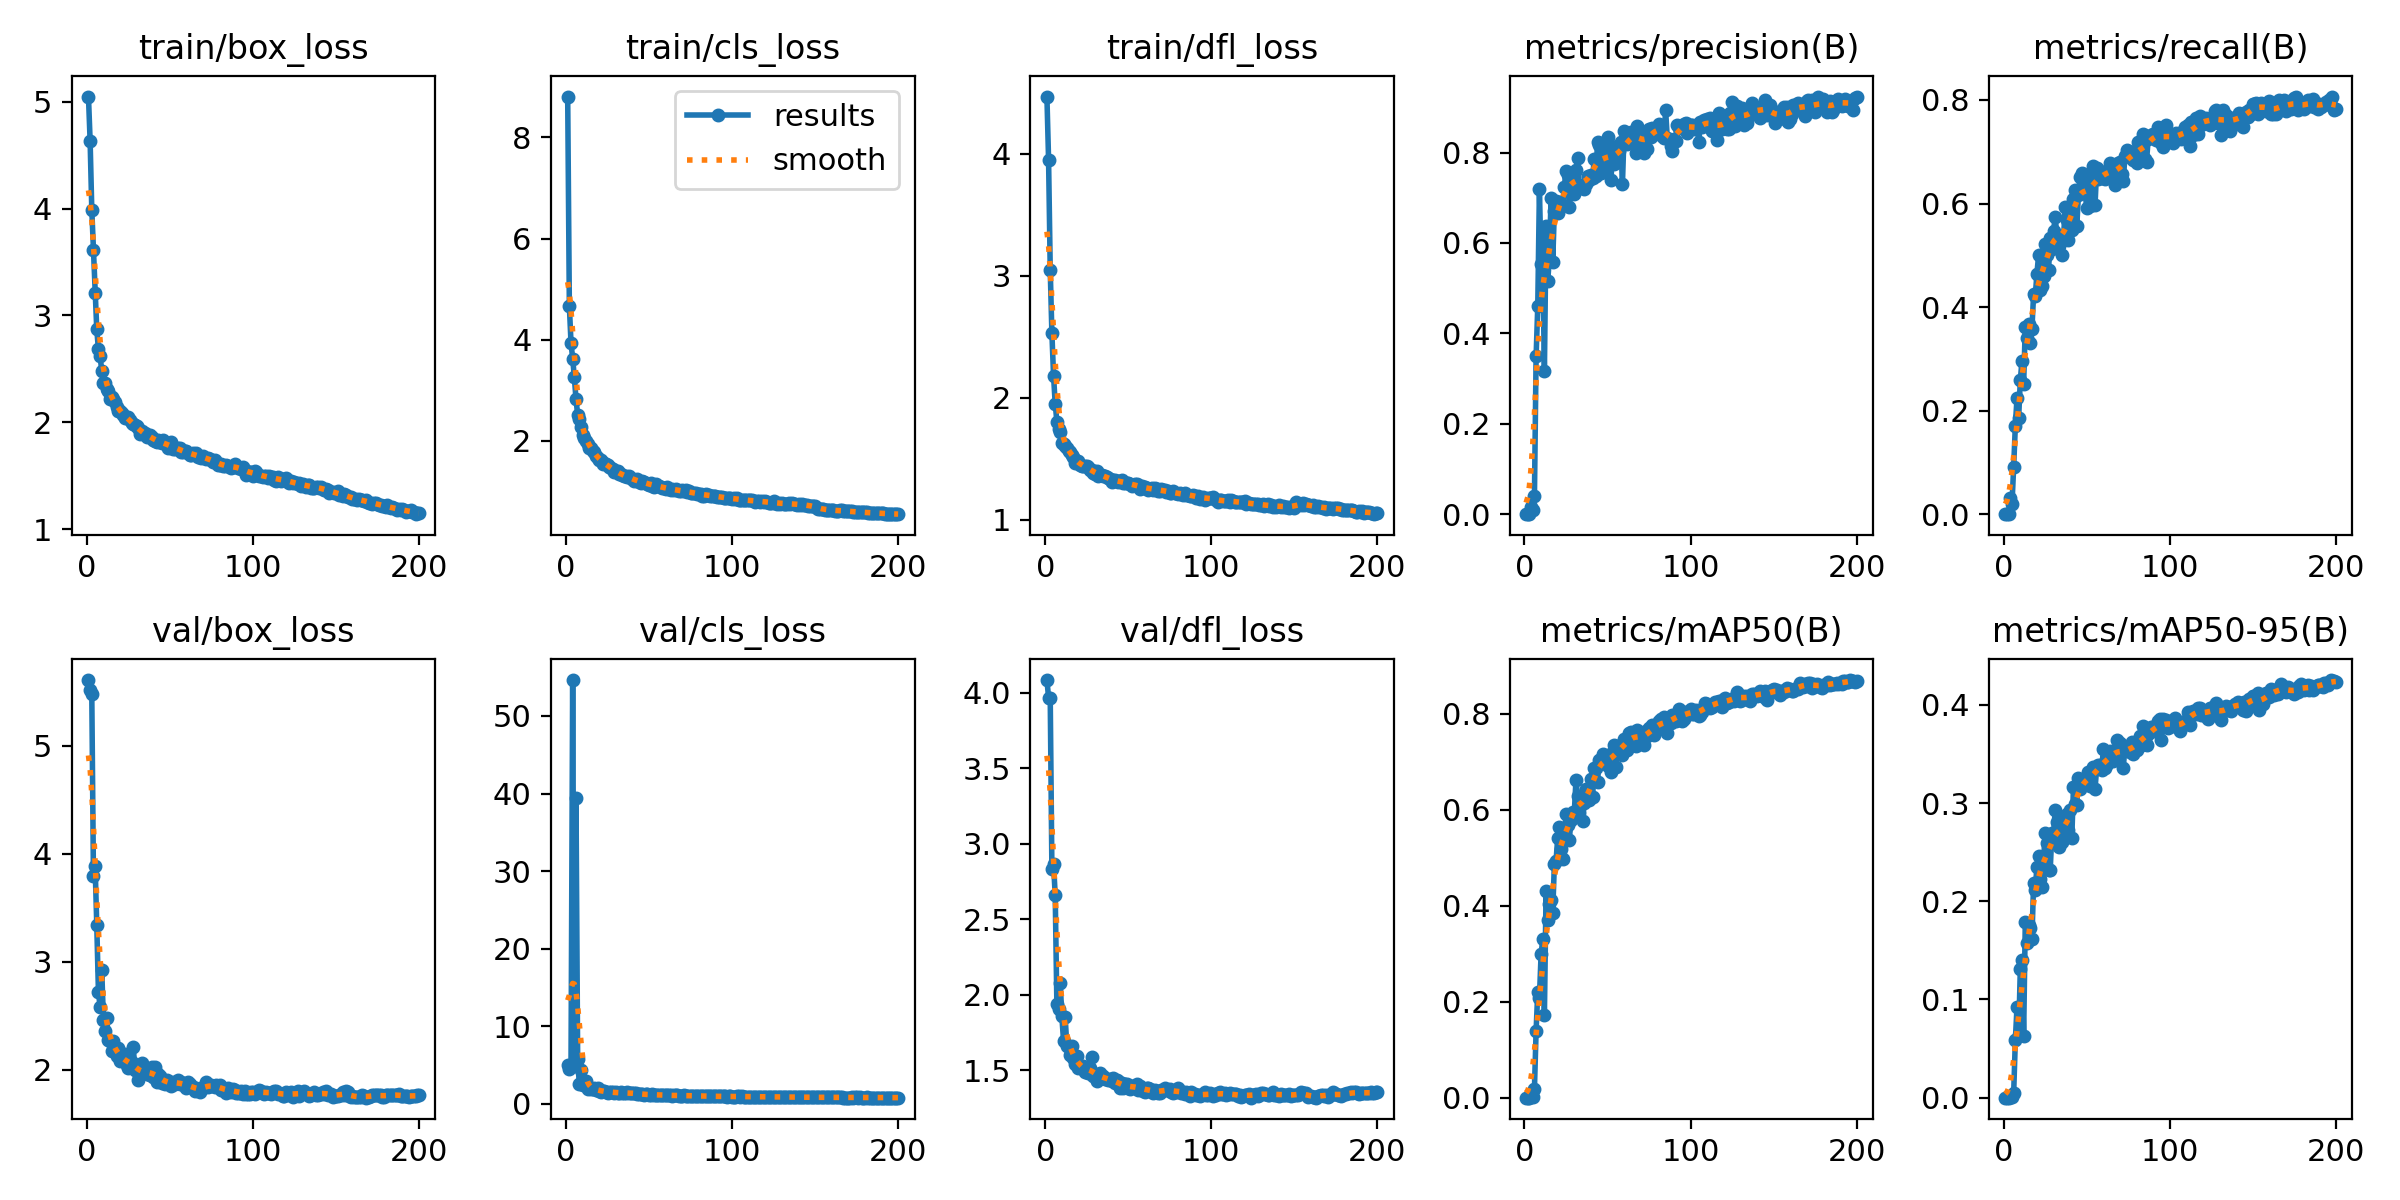 train/box_loss
5
4
3
2
1
0 100 200
train/cls_loss
results
smooth
8
6
4
2
0 100 200
train/dfl_loss
4
3
2
1
0 100 200
metrics/precision(B)
0.8
0.6
0.4
0.2
0.0
0 100 200
metrics/recall(B)
0.8
0.6
0.4
0.2
0.0
0 100 200
val/box_loss
5
4
3
2
0 100 200
val/cls_loss
50
40
30
20
10
0
0 100 200
val/dfl_loss
4.0
3.5
3.0
2.5
2.0
1.5
0 100 200
metrics/mAP50(B)
0.8
0.6
0.4
0.2
0.0
0 100 200
metrics/mAP50-95(B)
0.4
0.3
0.2
0.1
0.0
0 100 200